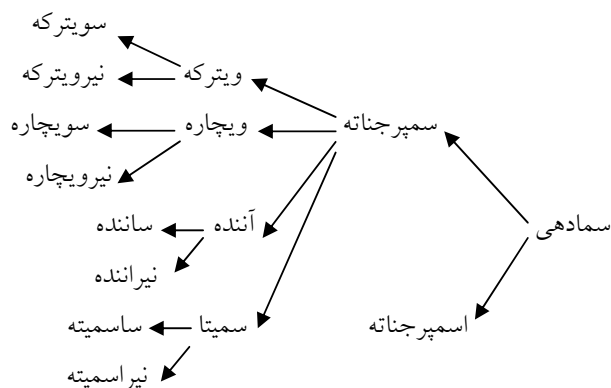 سویترکه
ویترکه
نیرویترکه
سمپرجناته
ویچاره
سویچاره
نیرویچاره
سمادهی
آننده
ساننده
نیراننده
اسمپرجناته
سمیتا
ساسمیته
نیراسمیته